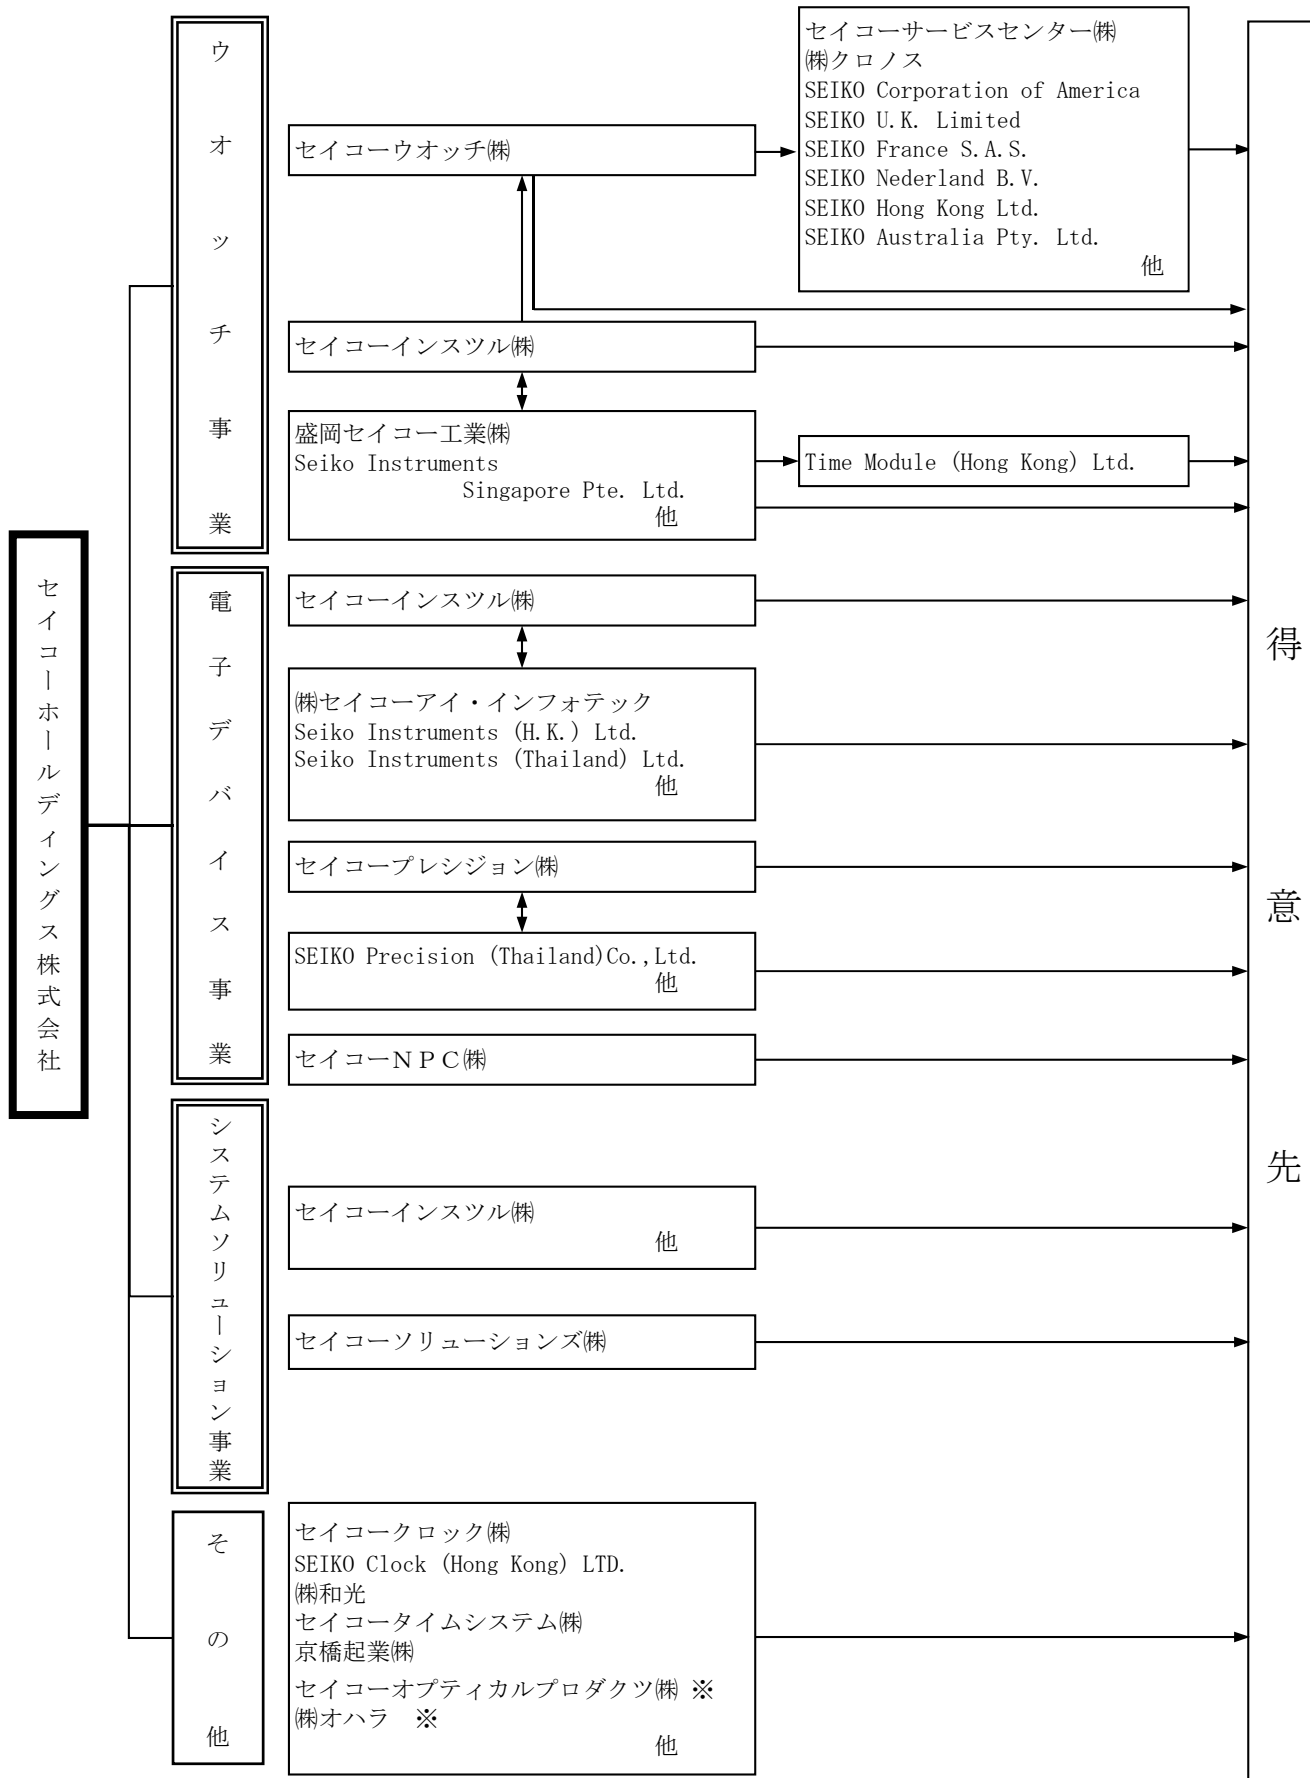 セイコーホールディングス株式会社
ウオッチ事業
セイコーウオッチ㈱
セイコーサービスセンター㈱
㈱クロノス
SEIKO Corporation of America
SEIKO U.K. Limited
SEIKO France S.A.S.
SEIKO Nederland B.V.
SEIKO Hong Kong Ltd.
SEIKO Australia Pty. Ltd.
他
セイコーインスツル㈱
盛岡セイコー工業㈱
Seiko Instruments
Singapore Pte. Ltd.
他
Time Module (Hong Kong) Ltd.
電子デバイス事業
セイコーインスツル㈱
㈱セイコーアイ・インフォテック
Seiko Instruments (H.K.) Ltd.
Seiko Instruments (Thailand) Ltd.
他
セイコープレシジョン㈱
SEIKO Precision (Thailand)Co.,Ltd.
他
セイコーＮＰＣ㈱
システムソリューション事業
セイコーインスツル㈱
他
セイコーソリューションズ㈱
その他
セイコークロック㈱
SEIKO Clock (Hong Kong) LTD.
㈱和光
セイコータイムシステム㈱
京橋起業㈱
セイコーオプティカルプロダクツ㈱ ※
㈱オハラ　※
他
得意先